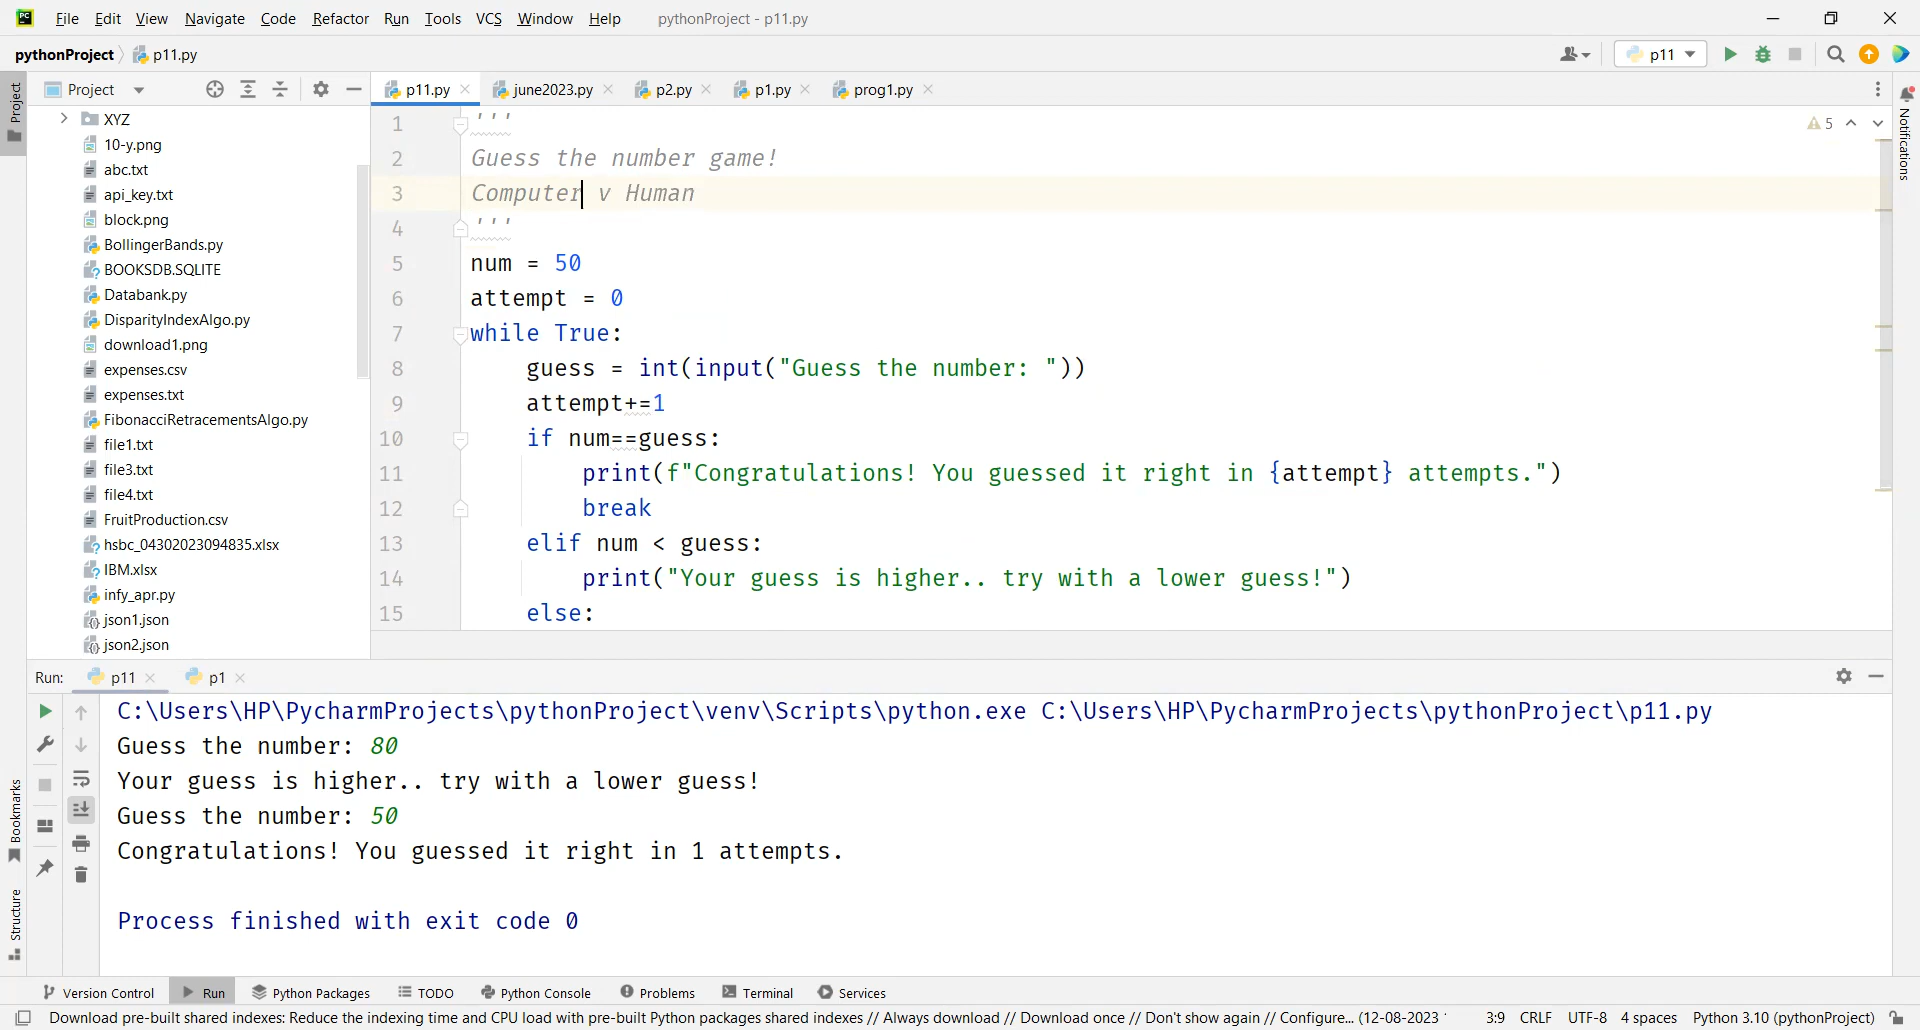 PC File Edit View Navigate Code Refactor Run Tools VCS Window Help pythonProject - p11.py
pythonProject p11.py p11
Project p11.py june2023.py p2.py p1.py prog1.py
Project
Notifications
XYZ
10-y.png
abc.txt
api_key.txt
block.png
BollingerBands.py
BOOKSDB.SQLITE
Databank.py
DisparityIndexAlgo.py
download1.png
expenses.csv
expenses.txt
FibonacciRetracementsAlgo.py
file1.txt
file3.txt
file4.txt
FruitProduction.csv
hsbc_04302023094835.xlsx
IBM.xlsx
infy_apr.py
json1.json
json2.json
5
1 '''
2 Guess the number game!
3 Computer v Human
4 '''
5 num = 50
6 attempt = 0
7 while True:
8 guess = int(input("Guess the number: "))
9 attempt+=1
10 if num==guess:
11 print(f"Congratulations! You guessed it right in {attempt} attempts.")
12 break
13 elif num < guess:
14 print("Your guess is higher.. try with a lower guess!")
15 else:
Run: p11 p1
C:\Users\HP\PycharmProjects\pythonProject\venv\Scripts\python.exe C:\Users\HP\PycharmProjects\pythonProject\p11.py
Guess the number: 80
Your guess is higher.. try with a lower guess!
Guess the number: 50
Congratulations! You guessed it right in 1 attempts.
Process finished with exit code 0
Bookmarks
Structure
Version Control Run Python Packages TODO Python Console Problems Terminal Services
Download pre-built shared indexes: Reduce the indexing time and CPU load with pre-built Python packages shared indexes // Always download // Download once // Don't show again // Configure... (12-08-2023 3:9 CRLF UTF-8 4 spaces Python 3.10 (pythonProject)